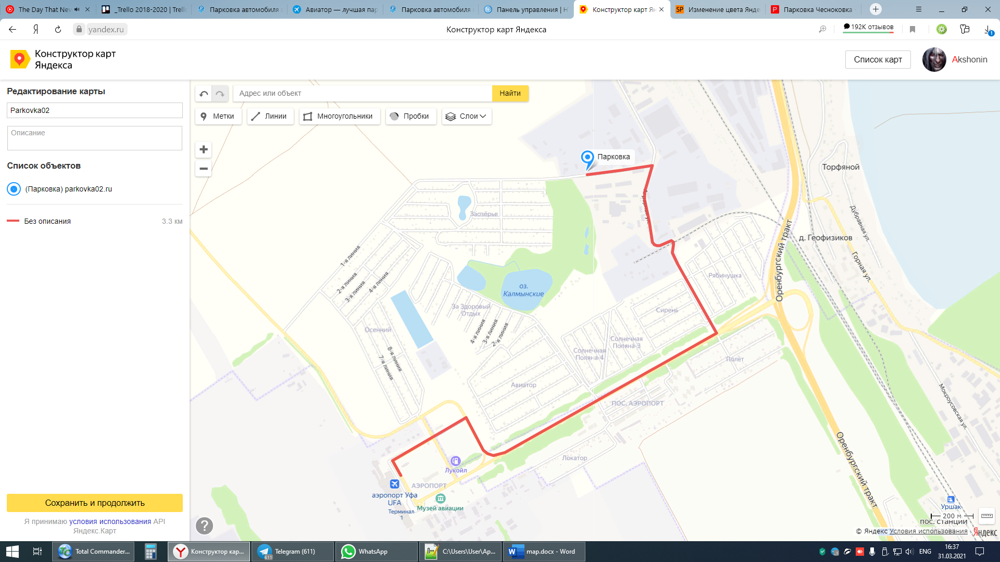 The Day That Nev
_Trello 2018-2020 | Trell
Парковка автомобиля
Авиатор — лучшая пар
Парковка автомобиля
Панель управления | H
Конструктор карт Ян
Изменение цвета Янде
Парковка Чесноковка
yandex.ru
Конструктор карт Яндекса
192K отзывов
1
Конструктор карт
Яндекса
Список карт
Akshonin
Редактирование карты
Parkovka02
Описание
Список объектов
(Парковка) parkovka02.ru
Без описания
3.3 км
Сохранить и продолжить
Я принимаю условия использования API
Яндекс.Карт
Адрес или объект
Найти
Метки
Линии
Многоугольники
Пробки
Слои
Парковка
Торфяной
Дубравная ул.
Заозёрье
Аграрная ул.
Оренбургский тракт
д. Геофизиков
Горная ул.
1-я линия
2-я линия
3-я линия
4-я линия
оз.
Калмынские
Рябинушка
За Здоровый
Отдых
Сирень
Осенний
4-я линия
3-я линия
2-я линия
Солнечная
Поляна-3
Солнечная
Поляна-4
8-я линия
7-я линия
Полёт
Авиатор
ПОС. АЭРОПОРТ
Мокроусовская ул.
Оренбургский тракт
Локатор
Лукойл
АЭРОПОРТ
аэропорт Уфа
UFA
Терминал
1
Музей авиации
Уршак
200 м
пос. станции
© Яндекс Условия использования
Яндекс
?
Total Commander...
Конструктор кар...
Telegram (611)
611
WhatsApp
C:\Users\User\Ap...
map.docx - Word
ENG
16:37
31.03.2021